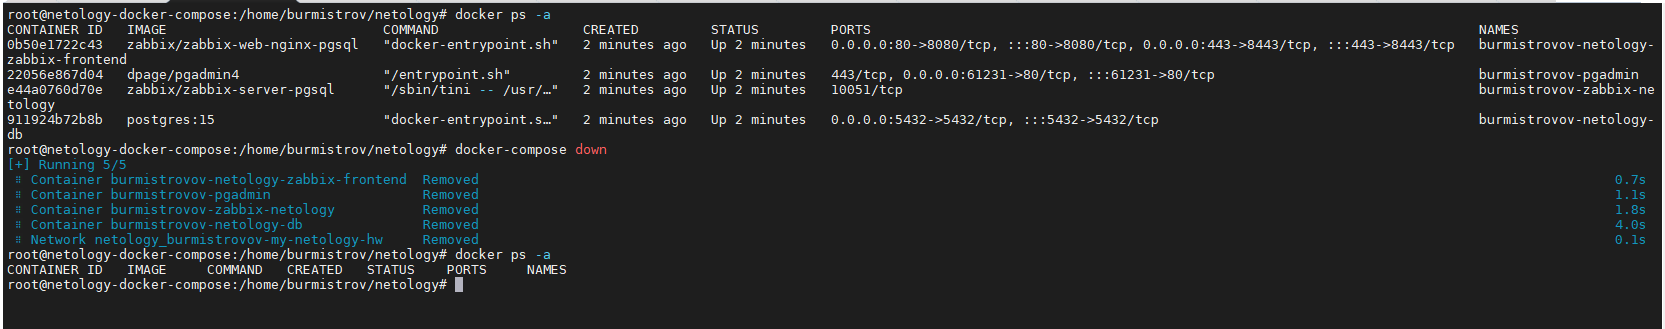 root@netology-docker-compose:/home/burmistrov/netology# docker ps -a
CONTAINER ID   IMAGE                           COMMAND                  CREATED         STATUS         PORTS                                                                            NAMES
0b50e1722c43   zabbix/zabbix-web-nginx-pgsql   "docker-entrypoint.sh"   2 minutes ago   Up 2 minutes   0.0.0.0:80->8080/tcp, :::80->8080/tcp, 0.0.0.0:443->8443/tcp, :::443->8443/tcp   burmistrovov-netology-
zabbix-frontend
22056e867d04   dpage/pgadmin4                  "/entrypoint.sh"         2 minutes ago   Up 2 minutes   443/tcp, 0.0.0.0:61231->80/tcp, :::61231->80/tcp                                 burmistrovov-pgadmin
e44a0760d70e   zabbix/zabbix-server-pgsql      "/sbin/tini -- /usr/…"   2 minutes ago   Up 2 minutes   10051/tcp                                                                        burmistrovov-zabbix-ne
tology
911924b72b8b   postgres:15                     "docker-entrypoint.s…"   2 minutes ago   Up 2 minutes   0.0.0.0:5432->5432/tcp, :::5432->5432/tcp                                        burmistrovov-netology-
db
root@netology-docker-compose:/home/burmistrov/netology# docker-compose down
[+] Running 5/5
 ⠿ Container burmistrovov-netology-zabbix-frontend  Removed 0.7s
 ⠿ Container burmistrovov-pgadmin                   Removed 1.1s
 ⠿ Container burmistrovov-zabbix-netology           Removed 1.8s
 ⠿ Container burmistrovov-netology-db               Removed 4.0s
 ⠿ Network netology_burmistrovov-my-netology-hw     Removed 0.1s
root@netology-docker-compose:/home/burmistrov/netology# docker ps -a
CONTAINER ID   IMAGE     COMMAND   CREATED   STATUS    PORTS     NAMES
root@netology-docker-compose:/home/burmistrov/netology#